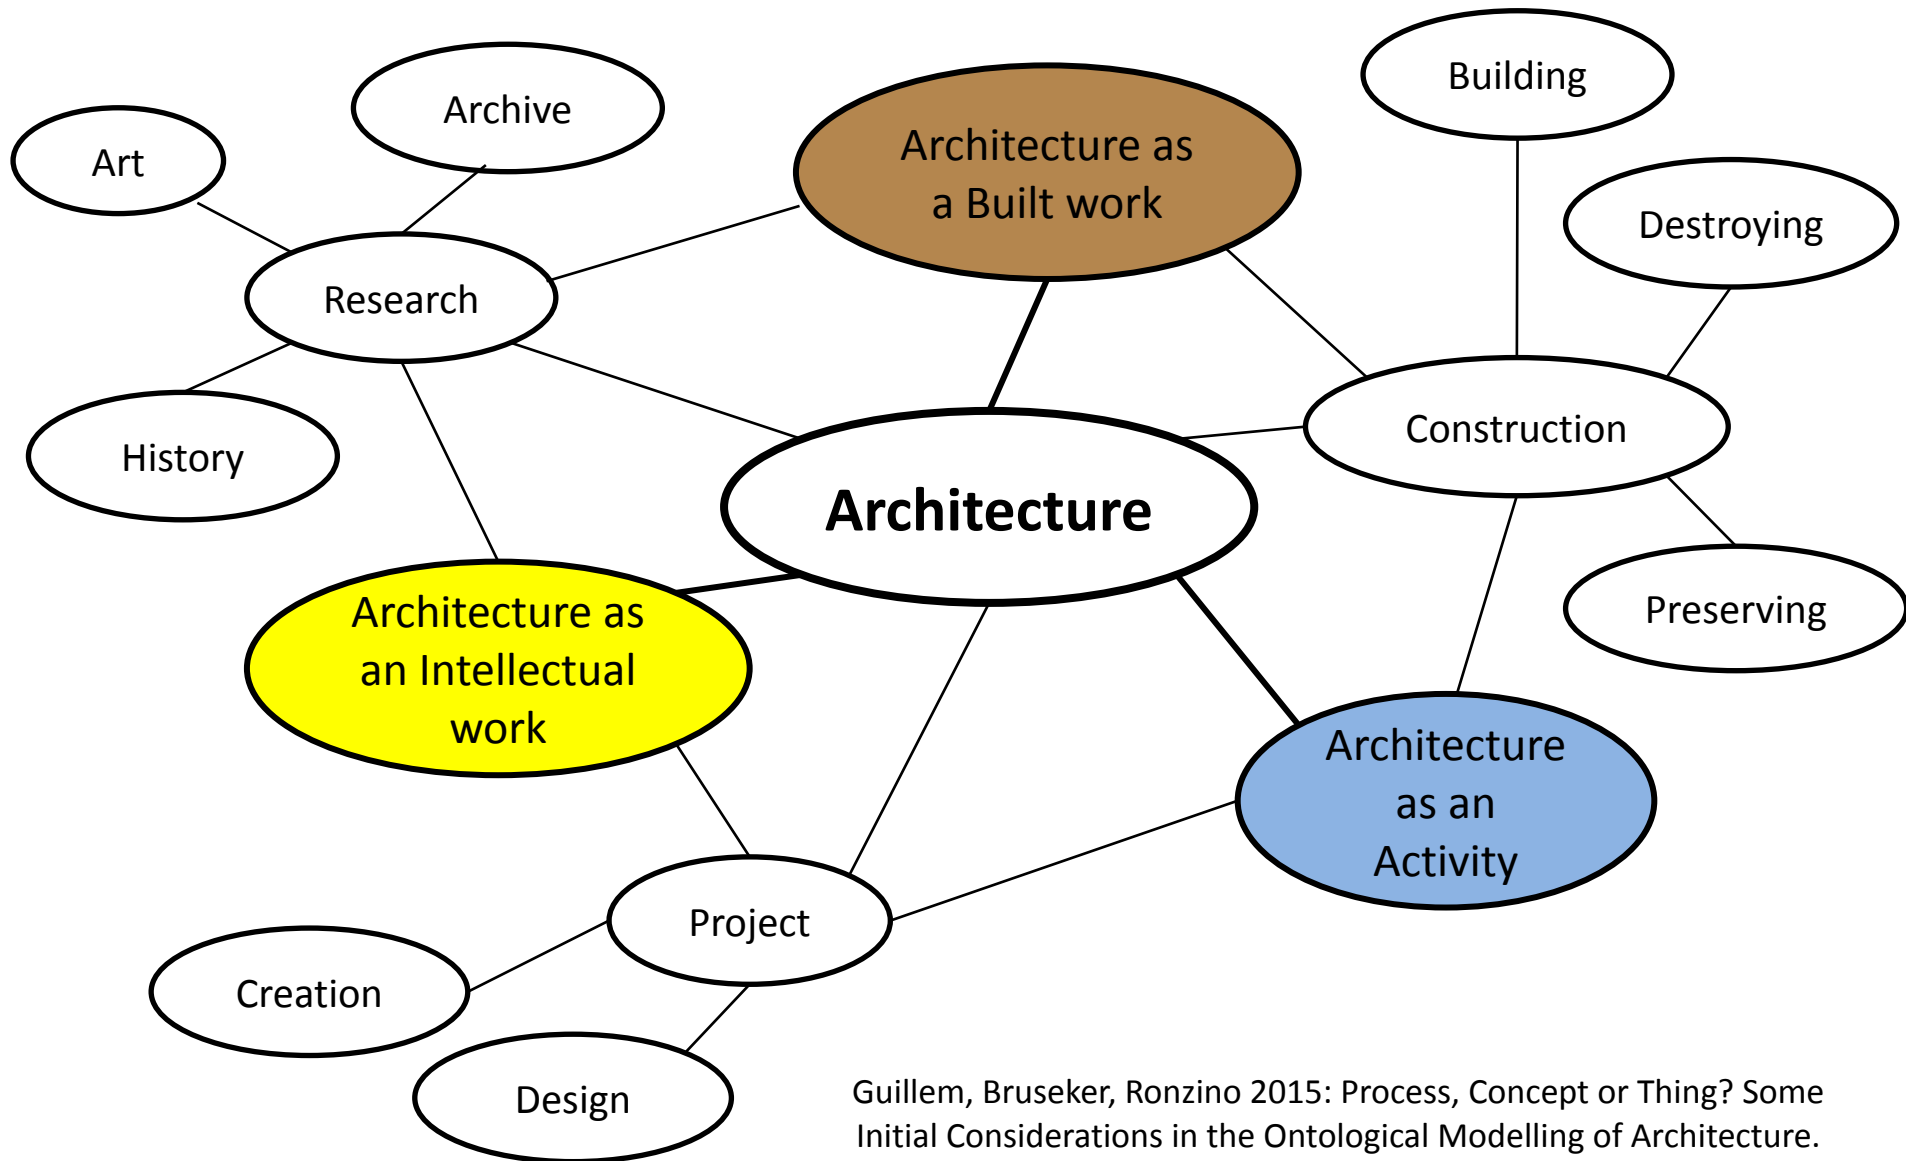 Building
Archive
Art
Architecture as
a Built work
Destroying
Research
Construction
History
Architecture
Architecture as
an Intellectual
work
Preserving
Architecture
as an
Activity
Project
Creation
Design
Guillem, Bruseker, Ronzino 2015: Process, Concept or Thing? Some
Initial Considerations in the Ontological Modelling of Architecture.